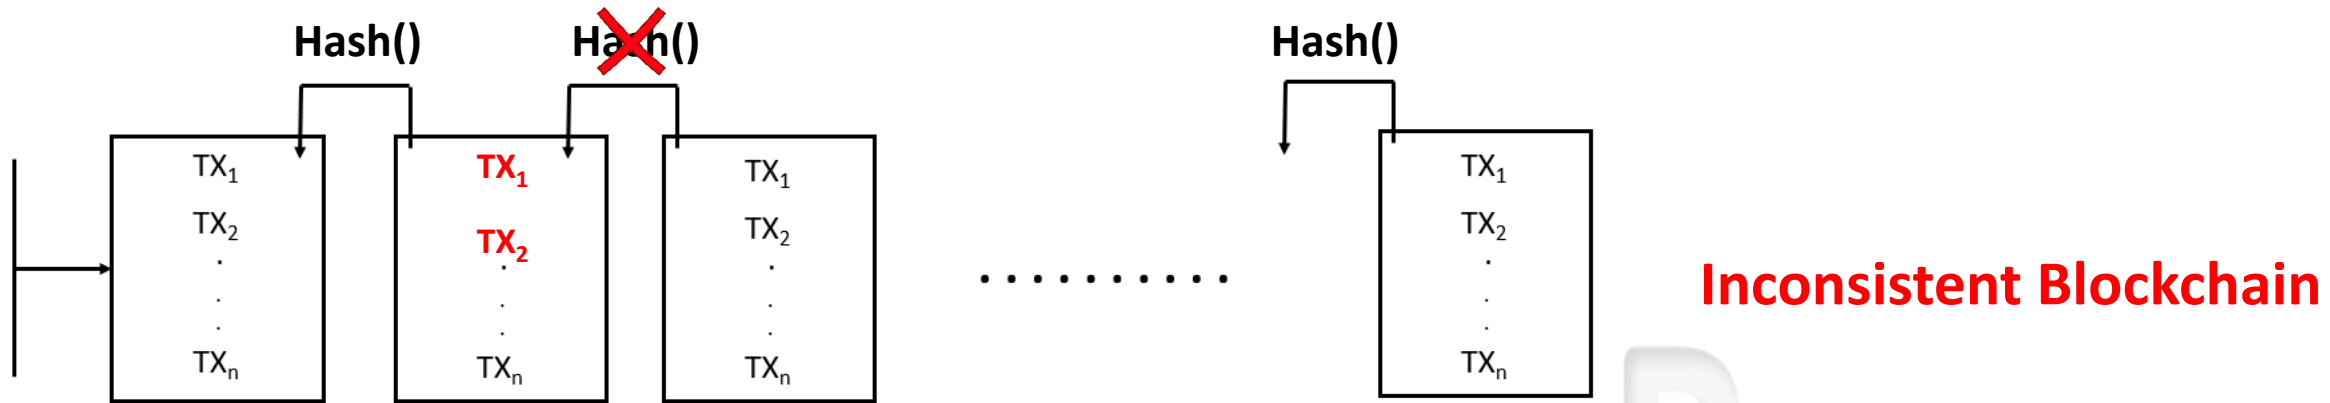 Hash()
Hash()
Hash()
TX₁
TX₂
.
.
.
TXₙ
TX₁
TX₂
.
.
.
TXₙ
TX₁
TX₂
.
.
.
TXₙ
..........
TX₁
TX₂
.
.
.
TXₙ
Inconsistent Blockchain